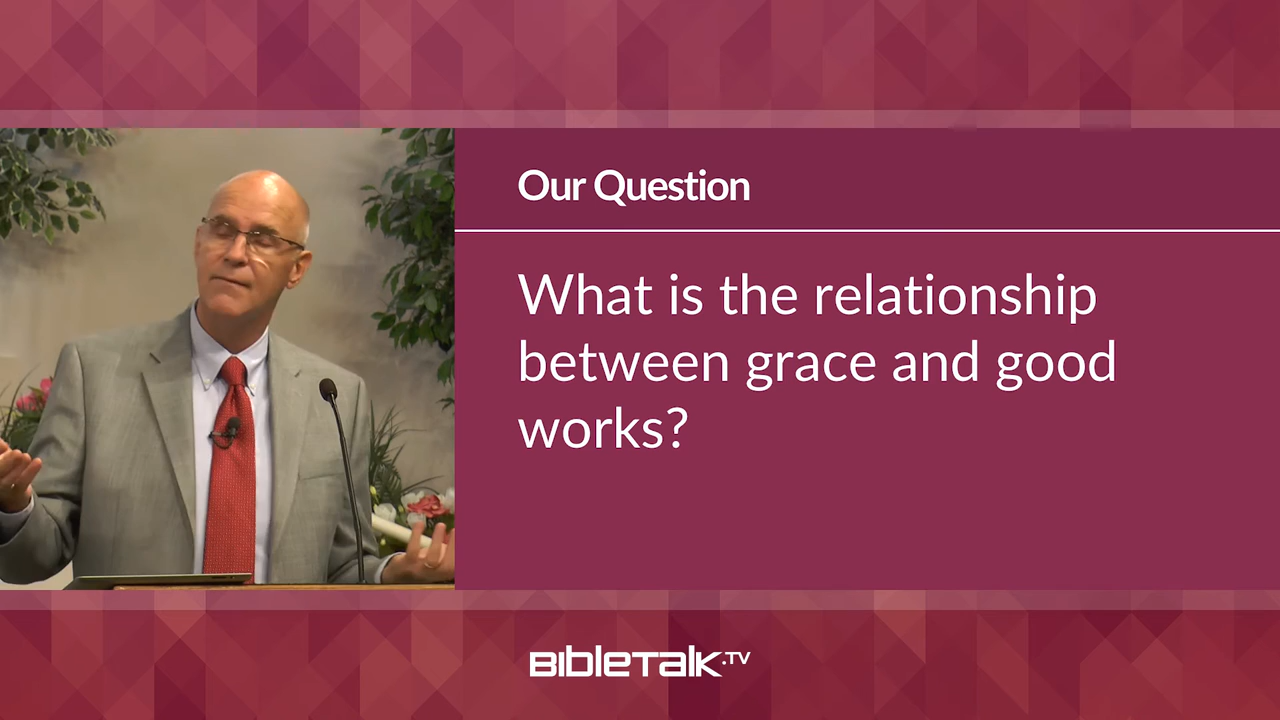 Our Question
What is the relationship
between grace and good
works?
BIBLETALK.TV